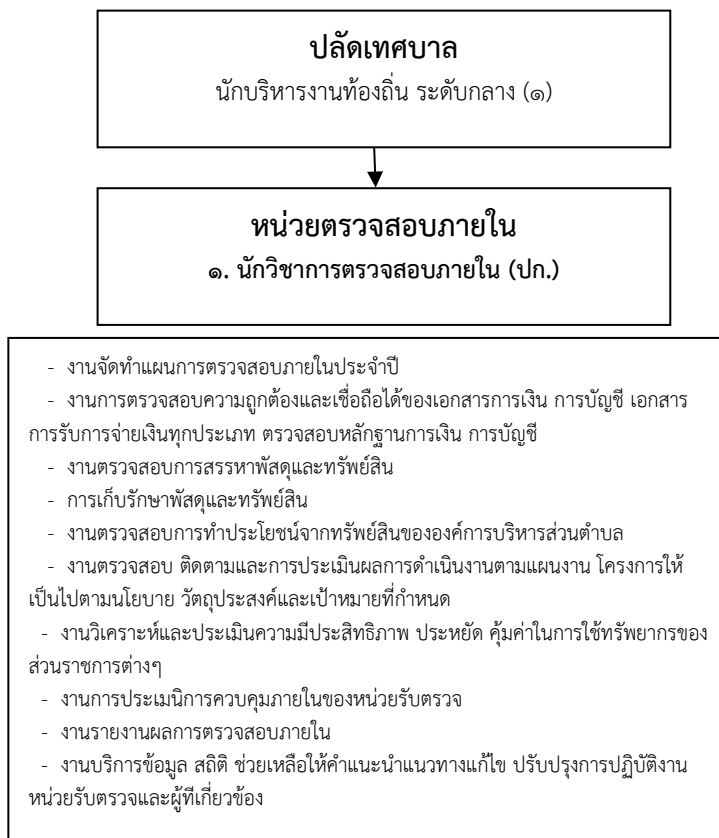 ปลัดเทศบาล
นักบริหารงานท้องถิ่น ระดับกลาง (๑)
หน่วยตรวจสอบภายใน
๑. นักวิชาการตรวจสอบภายใน (ปก.)
- งานจัดทำแผนการตรวจสอบภายในประจำปี
- งานการตรวจสอบความถูกต้องและเชื่อถือได้ของเอกสารการเงิน การบัญชี เอกสาร
การรับการจ่ายเงินทุกประเภท ตรวจสอบหลักฐานการเงิน การบัญชี
- งานตรวจสอบการสรรหาพัสดุและทรัพย์สิน
- การเก็บรักษาพัสดุและทรัพย์สิน
- งานตรวจสอบการทำประโยชน์จากทรัพย์สินขององค์การบริหารส่วนตำบล
- งานตรวจสอบ ติดตามและการประเมินผลการดำเนินงานตามแผนงาน โครงการให้
เป็นไปตามนโยบาย วัตถุประสงค์และเป้าหมายที่กำหนด
- งานวิเคราะห์และประเมินความมีประสิทธิภาพ ประหยัด คุ้มค่าในการใช้ทรัพยากรของ
ส่วนราชการต่างๆ
- งานการประเมนิการควบคุมภายในของหน่วยรับตรวจ
- งานรายงานผลการตรวจสอบภายใน
- งานบริการข้อมูล สถิติ ช่วยเหลือให้คำแนะนำแนวทางแก้ไข ปรับปรุงการปฏิบัติงาน
หน่วยรับตรวจและผู้ทีเกี่ยวข้อง